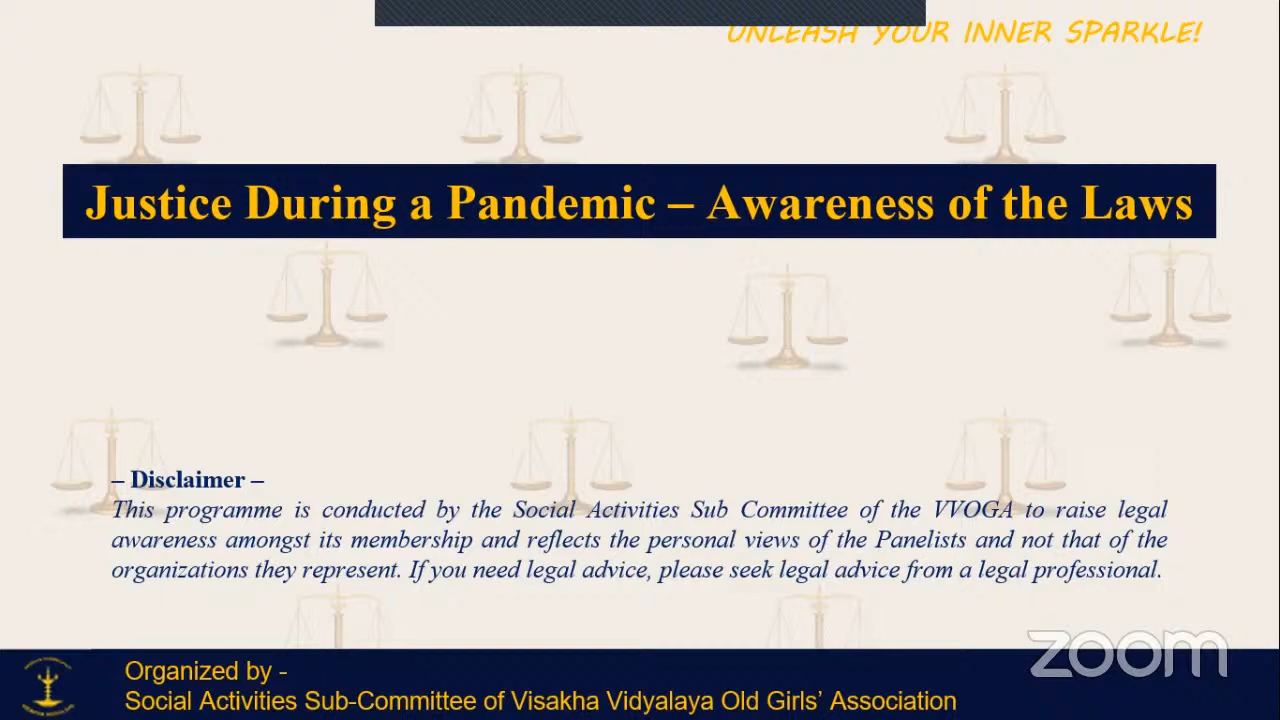 UNLEASH YOUR INNER SPARKLE!
Justice During a Pandemic – Awareness of the Laws
– Disclaimer –
This programme is conducted by the Social Activities Sub Committee of the VVOGA to raise legal
awareness amongst its membership and reflects the personal views of the Panelists and not that of the
organizations they represent. If you need legal advice, please seek legal advice from a legal professional.
zoom
Organized by -
Social Activities Sub-Committee of Visakha Vidyalaya Old Girls’ Association